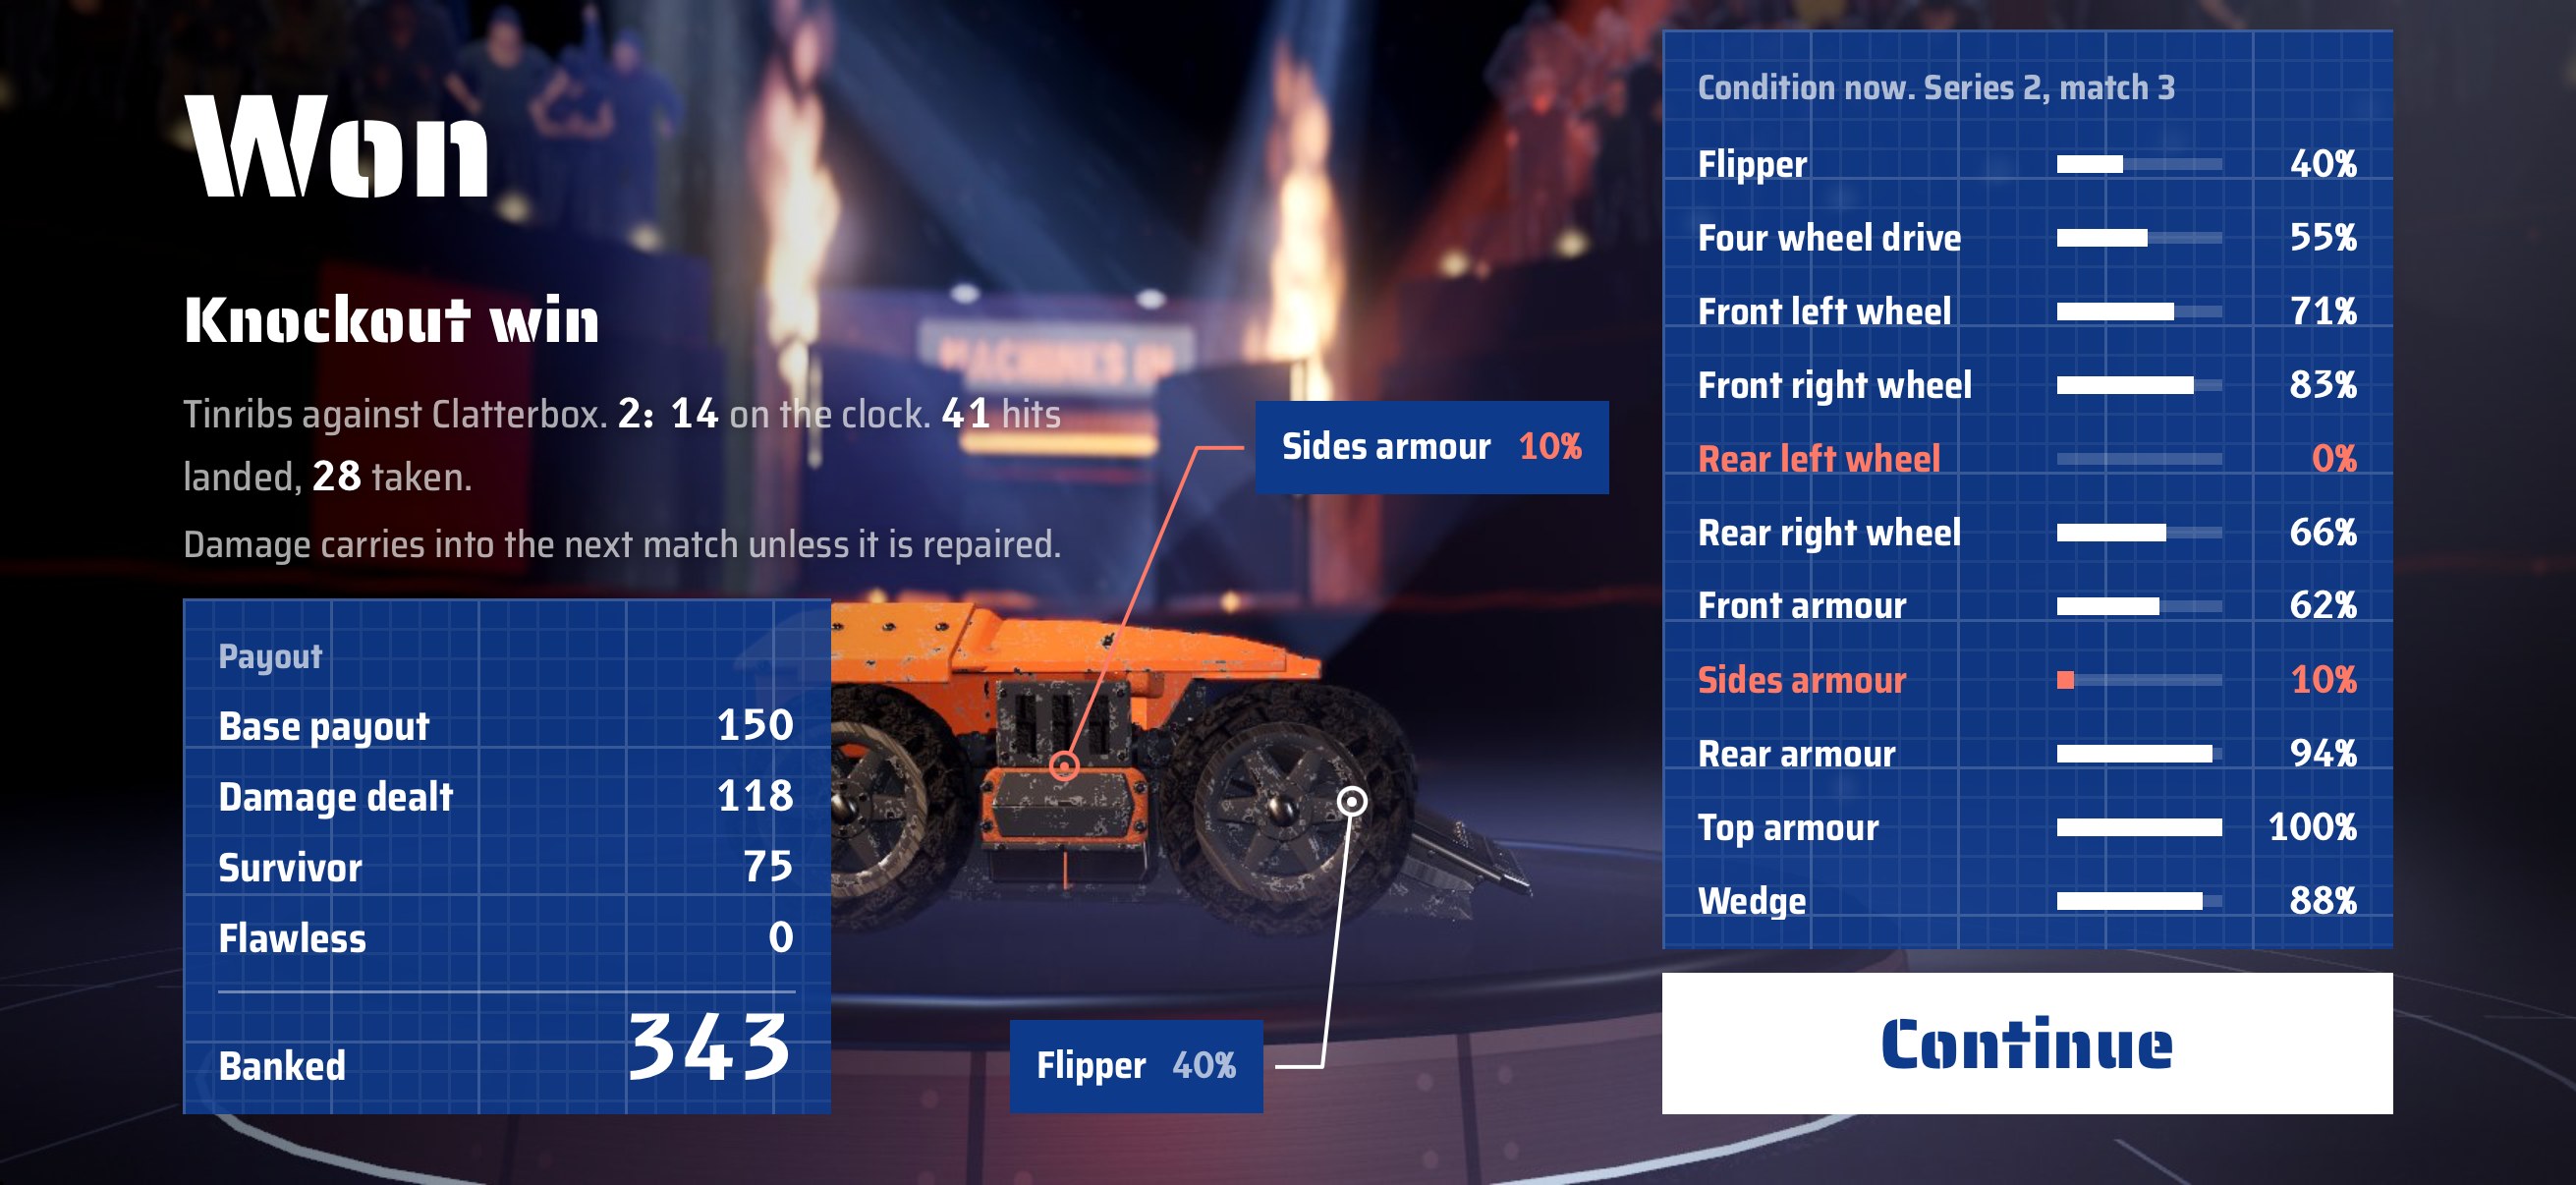 Won
Knockout win
Tinribs against Clatterbox. 2: 14 on the clock. 41 hits
landed, 28 taken.
Damage carries into the next match unless it is repaired.
Payout
Base payout 150
Damage dealt 118
Survivor 75
Flawless 0
Banked 343
MACHINES IN
Sides armour 10%
Flipper 40%
Condition now. Series 2, match 3
Flipper 40%
Four wheel drive 55%
Front left wheel 71%
Front right wheel 83%
Rear left wheel 0%
Rear right wheel 66%
Front armour 62%
Sides armour 10%
Rear armour 94%
Top armour 100%
Wedge 88%
Continue